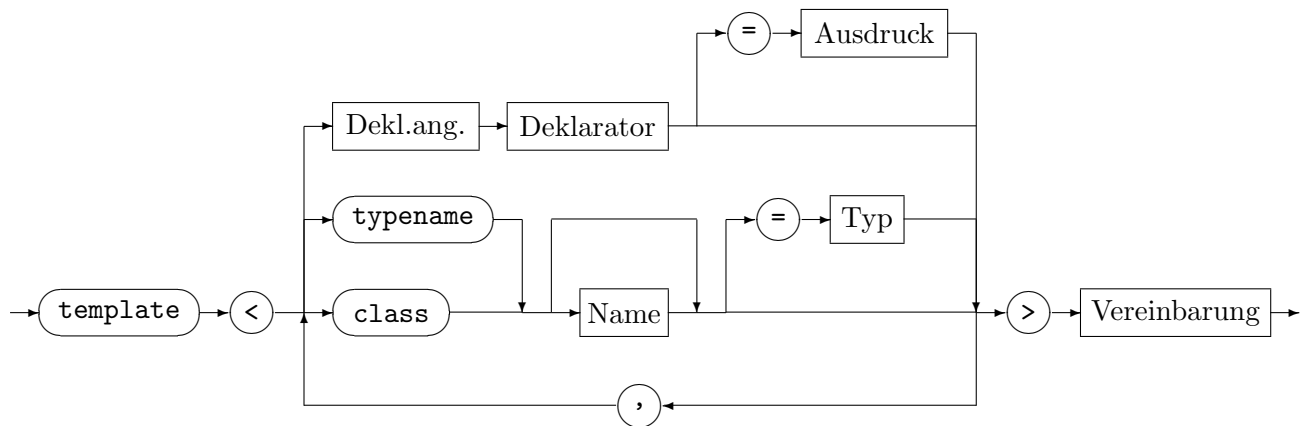 = Ausdruck
Dekl.ang. Deklarator
typename = Typ
template < class Name > Vereinbarung
,